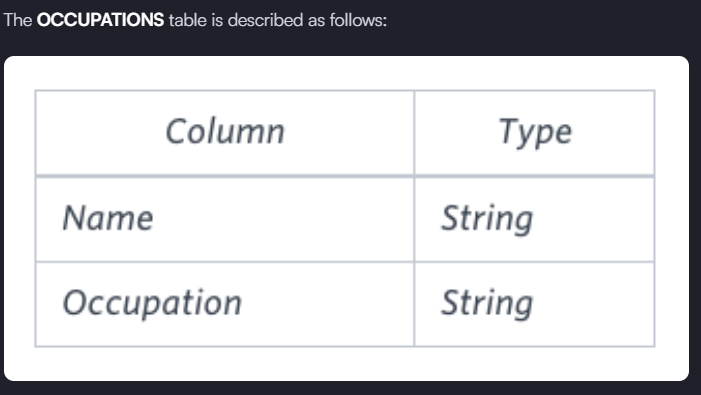 The OCCUPATIONS table is described as follows:
Column Type
Name String
Occupation String